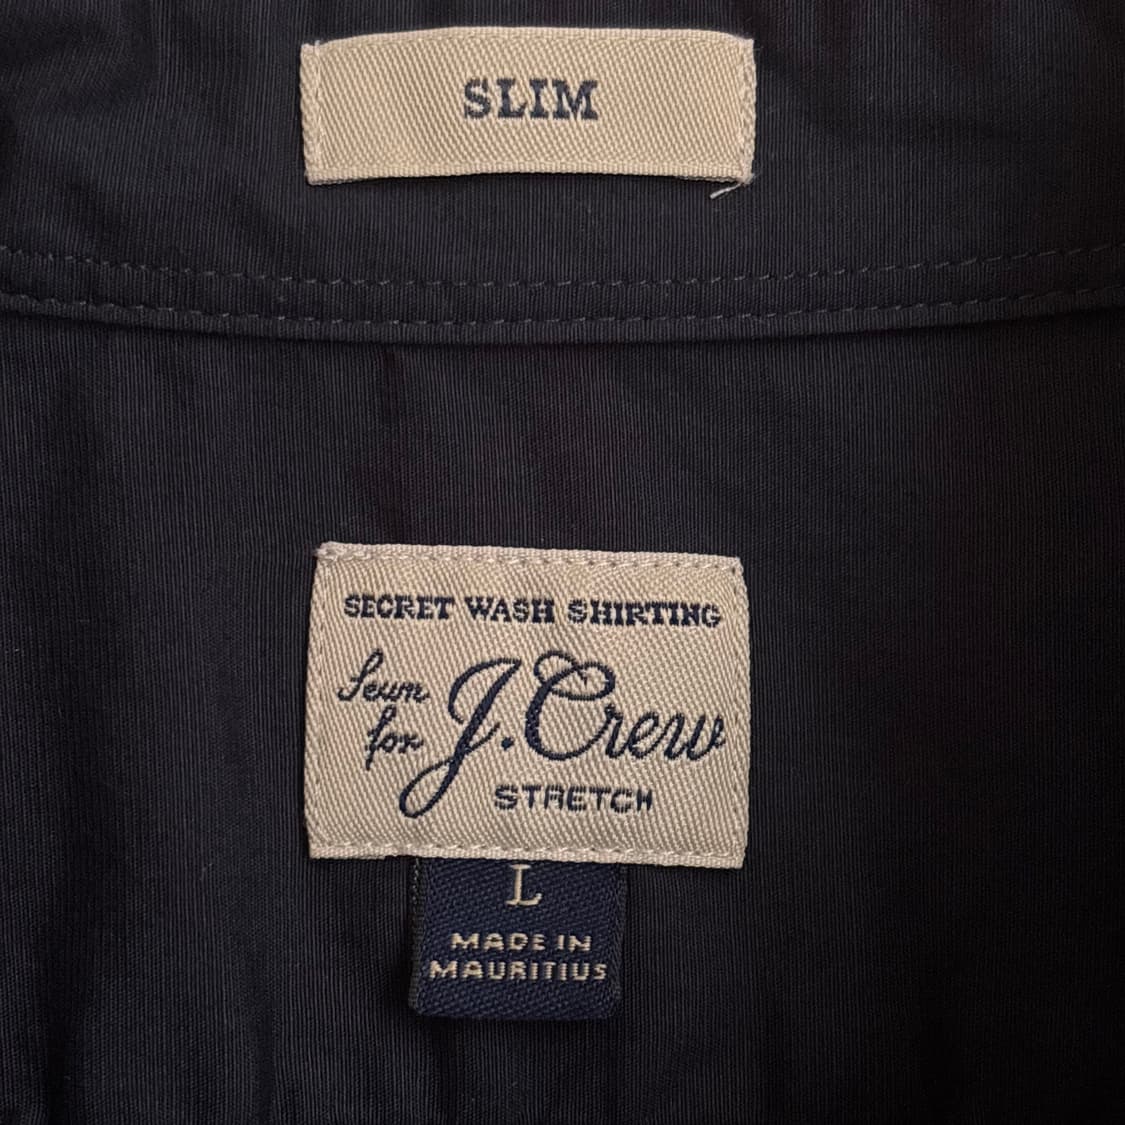 SLIM
SECRET WASH SHIRTING
Sewn
for
J.Crew
STRETCH
L
MADE IN
MAURITIUS